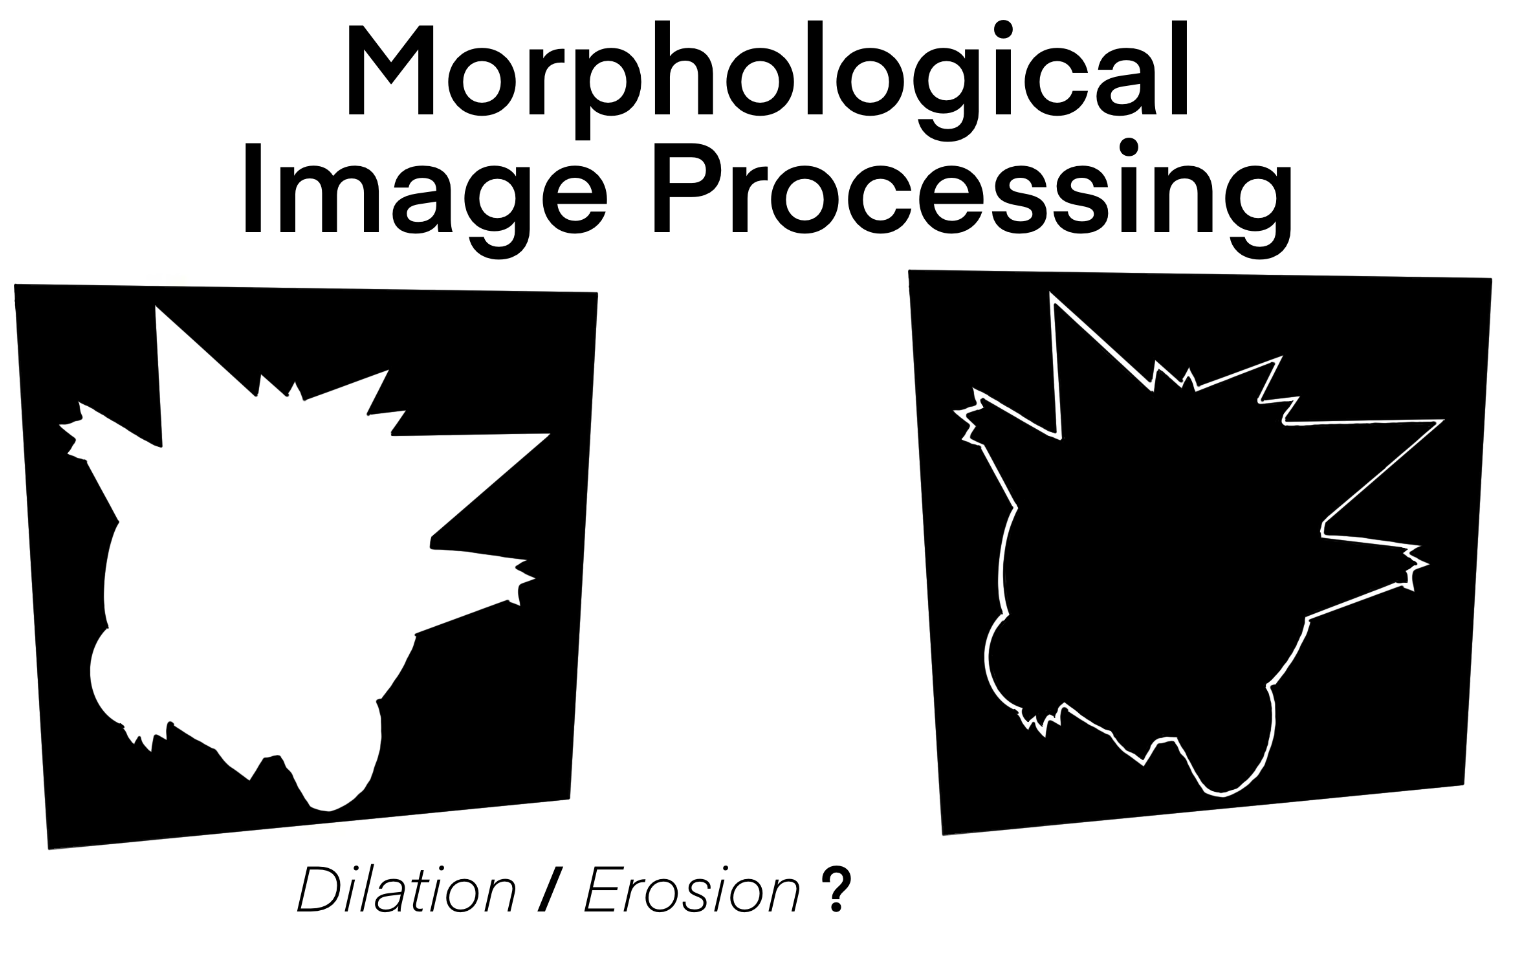 Morphological
Image Processing
Dilation / Erosion ?